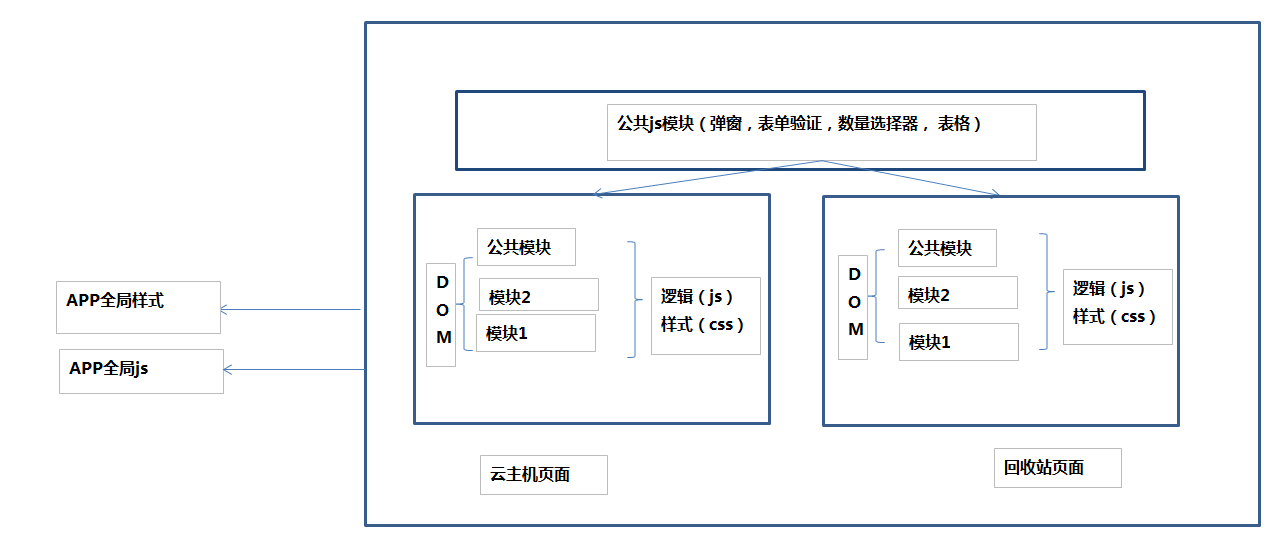 公共js模块（弹窗，表单验证，数量选择器， 表格）
公共模块
D
O
M
模块2
模块1
逻辑（js）
样式（css）
公共模块
D
O
M
模块2
模块1
逻辑（js）
样式（css）
APP全局样式
APP全局js
云主机页面
回收站页面